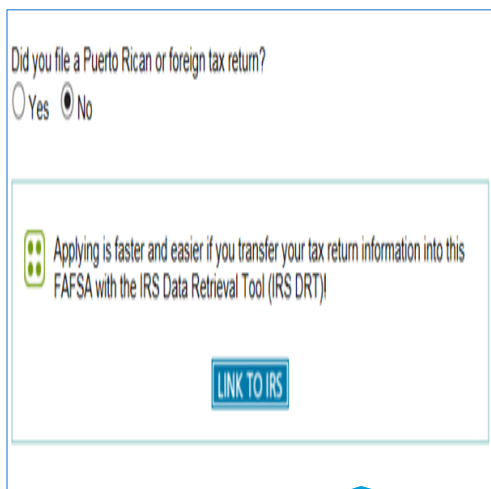 Did you file a Puerto Rican or foreign tax return?
Yes No
Applying is faster and easier if you transfer your tax return information into this
FAFSA with the IRS Data Retrieval Tool (IRS DRT)!
LINK TO IRS